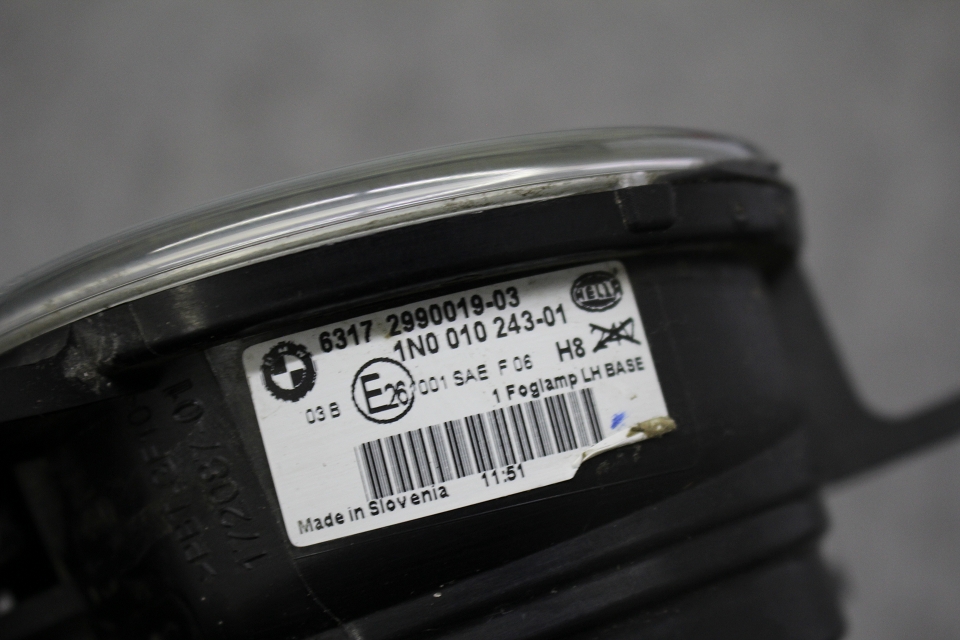 HELLA
6317 2990019-03
1N0 010 243-01
H8
03 B E26 001 SAE F 06
1 Foglamp LH BASE
11:51
Made in Slovenia